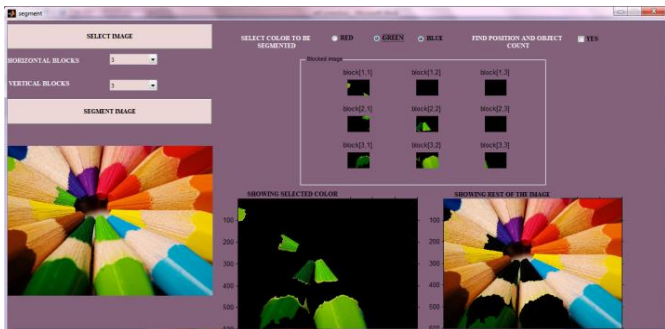 segment
SELECT IMAGE
HORIZONTAL BLOCKS 3
VERTICAL BLOCKS 3
SEGMENT IMAGE
SELECT COLOR TO BE
SEGMENTED
RED GREEN BLUE
FIND POSITION AND OBJECT
COUNT
YES
Blocked image
block[1,1] block[1,2] block[1,3]
block[2,1] block[2,2] block[2,3]
block[3,1] block[3,2] block[3,3]
SHOWING SELECTED COLOR
100
200
300
400
500
600
SHOWING REST OF THE IMAGE
100
200
300
400
500